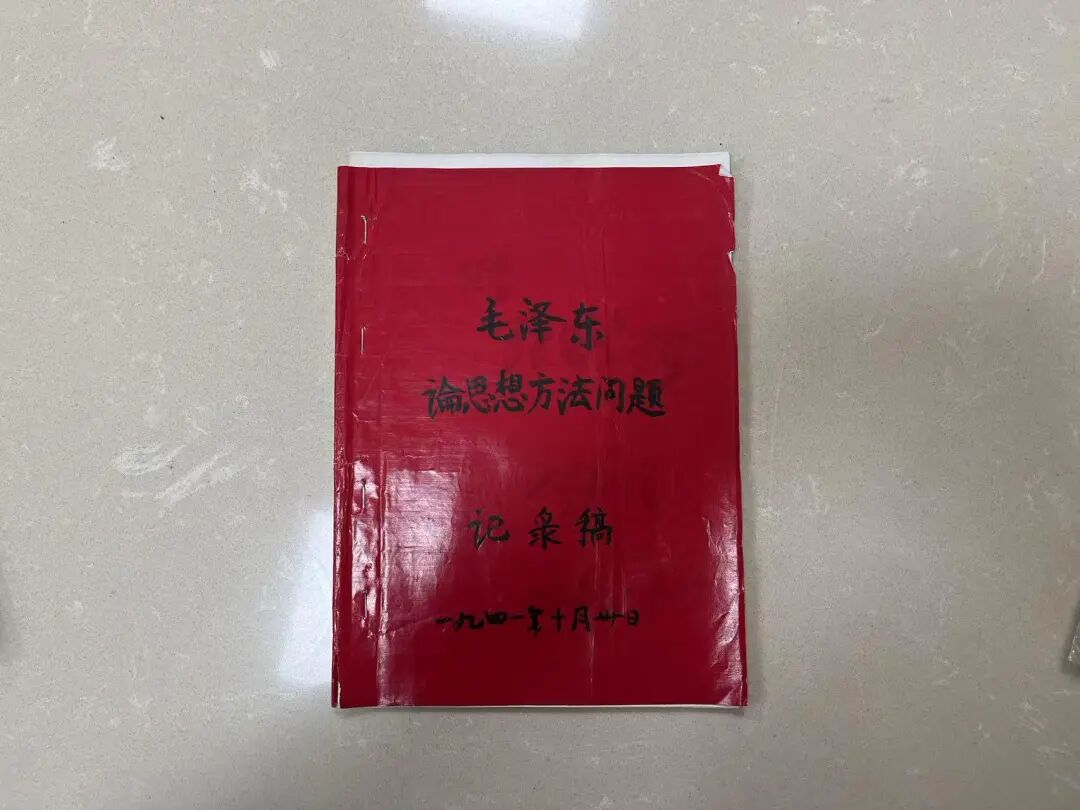 毛泽东
论思想方法问题
记录稿
一九四一年十月卅日